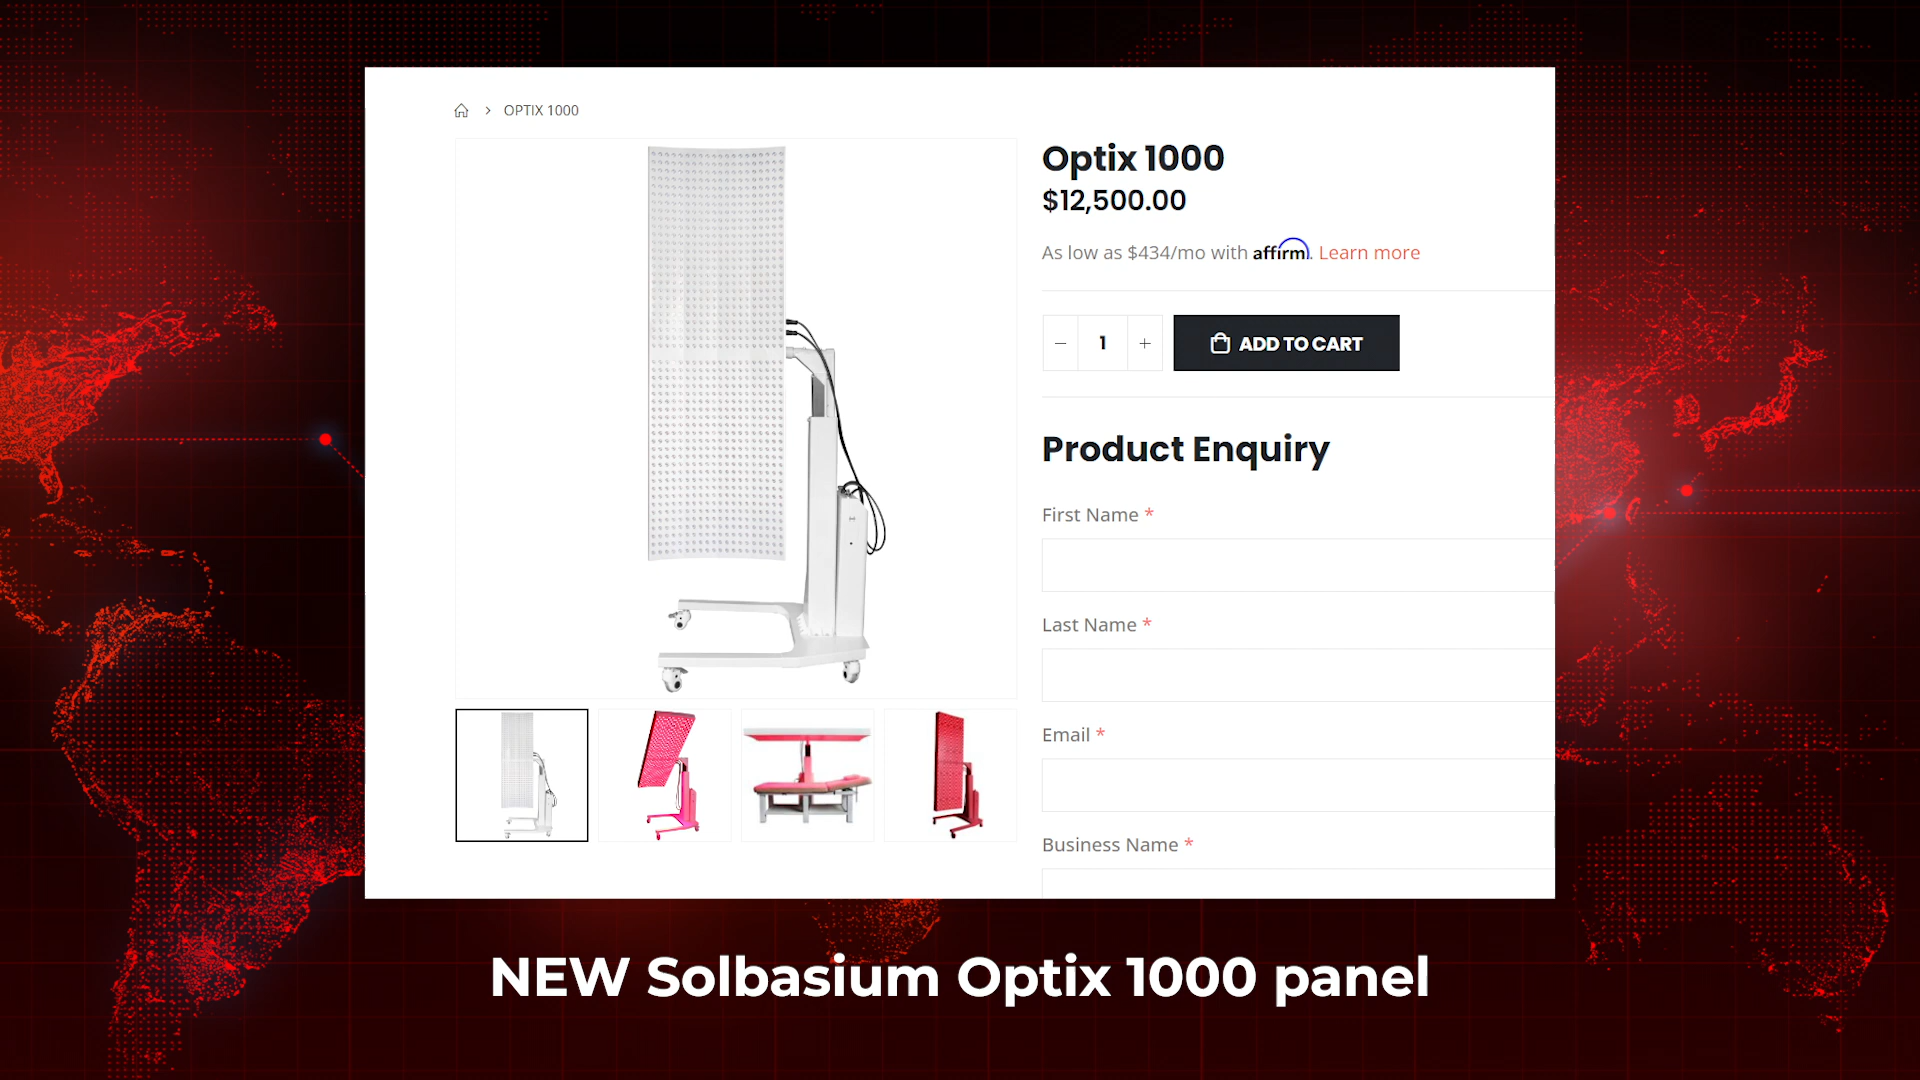 OPTIX 1000
Optix 1000
$12,500.00
As low as $434/mo with affirm. Learn more
1
ADD TO CART
Product Enquiry
First Name *
Last Name *
Email *
Business Name *
NEW Solbasium Optix 1000 panel